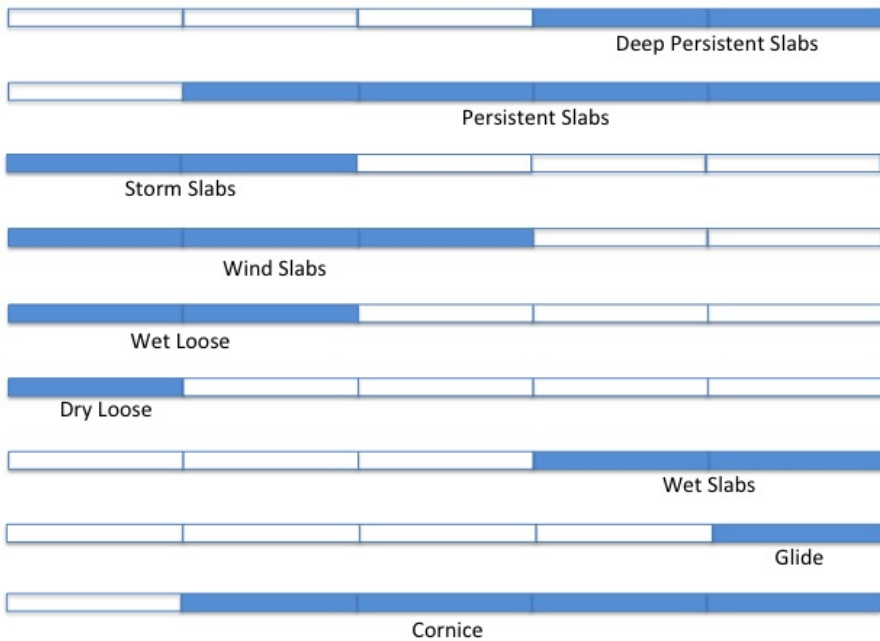 Deep Persistent Slabs
Persistent Slabs
Storm Slabs
Wind Slabs
Wet Loose
Dry Loose
Wet Slabs
Glide
Cornice